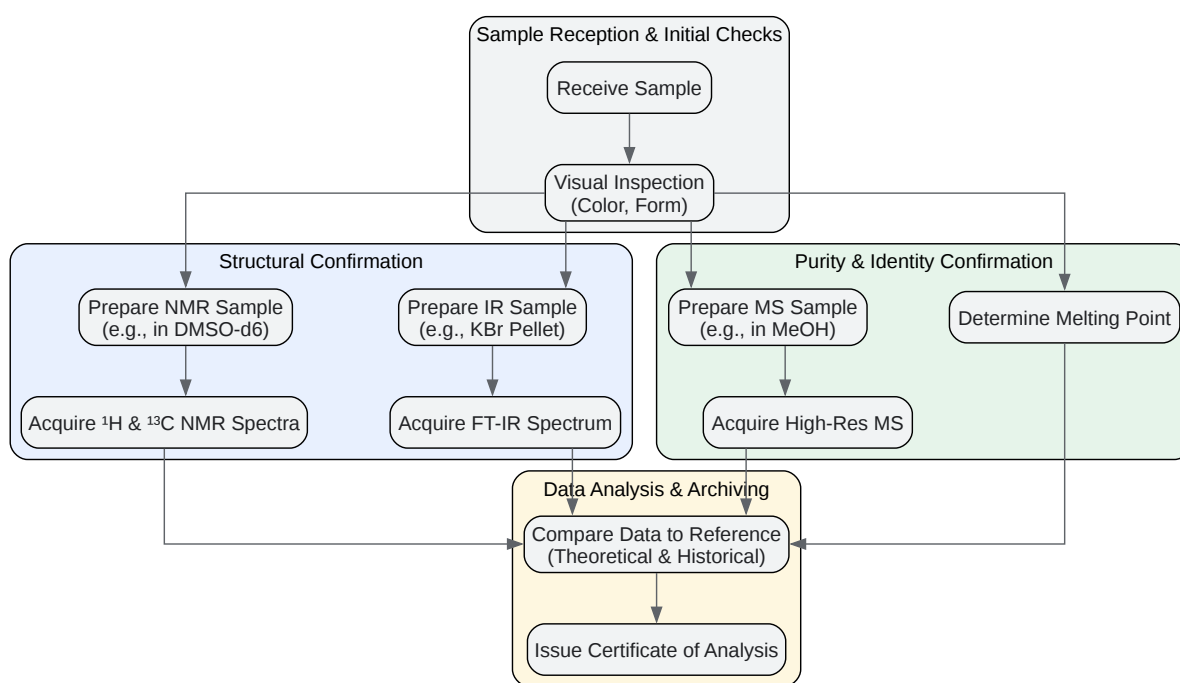 Sample Reception & Initial Checks
Receive Sample
Visual Inspection
(Color, Form)
Structural Confirmation
Prepare NMR Sample
(e.g., in DMSO-d6)
Prepare IR Sample
(e.g., KBr Pellet)
Acquire ¹H & ¹³C NMR Spectra
Acquire FT-IR Spectrum
Purity & Identity Confirmation
Prepare MS Sample
(e.g., in MeOH)
Determine Melting Point
Acquire High-Res MS
Data Analysis & Archiving
Compare Data to Reference
(Theoretical & Historical)
Issue Certificate of Analysis